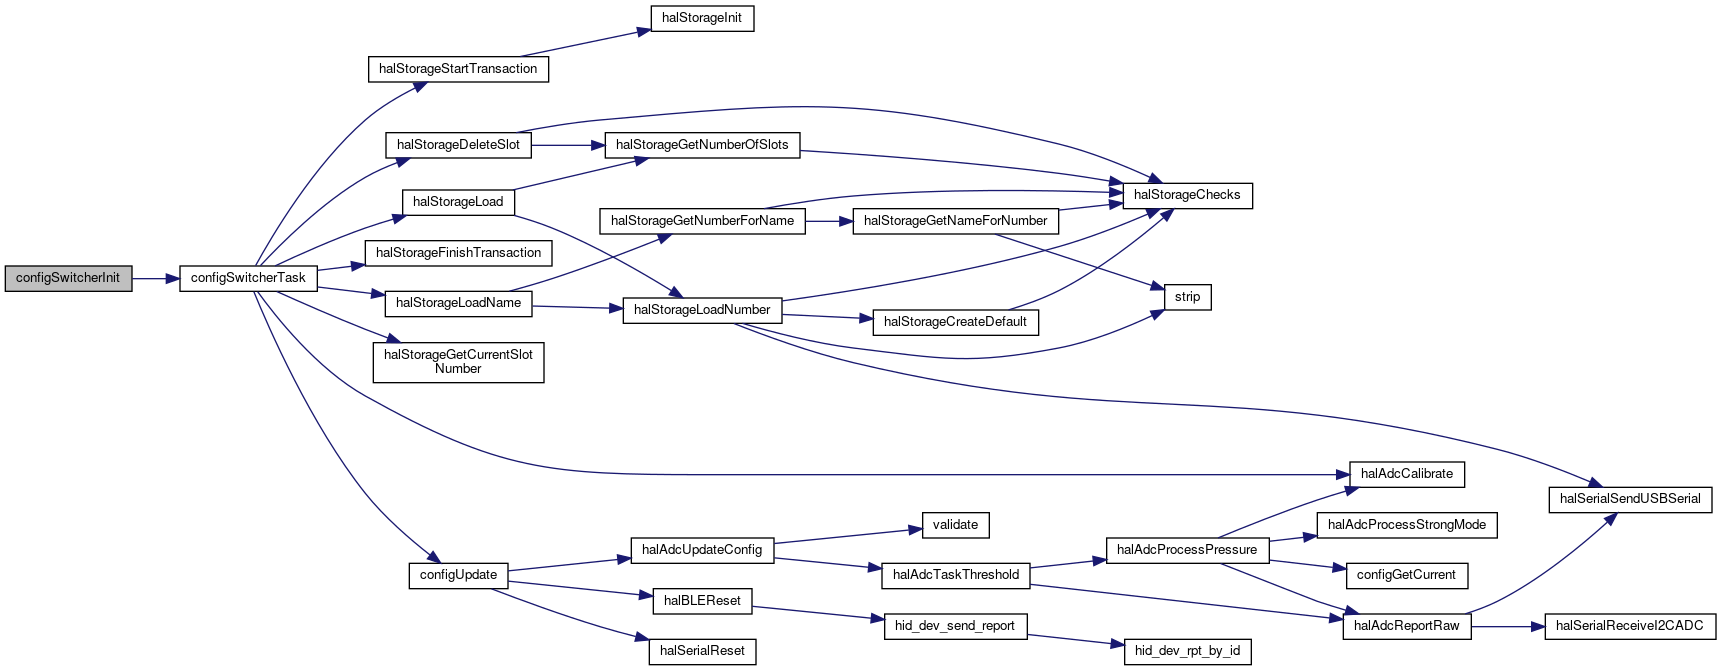 halStorageInit
halStorageStartTransaction
halStorageDeleteSlot
halStorageGetNumberOfSlots
halStorageChecks
halStorageLoad
halStorageGetNumberForName
halStorageGetNameForNumber
halStorageFinishTransaction
configSwitcherInit
configSwitcherTask
halStorageLoadName
strip
halStorageLoadNumber
halStorageCreateDefault
halStorageGetCurrentSlot
Number
halAdcCalibrate
halSerialSendUSBSerial
validate
halAdcProcessStrongMode
halAdcUpdateConfig
halAdcProcessPressure
configUpdate
halAdcTaskThreshold
configGetCurrent
halBLEReset
hid_dev_send_report
halAdcReportRaw
halSerialReceiveI2CADC
halSerialReset
hid_dev_rpt_by_id